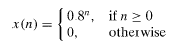 x(n) = { 0 8ⁿ, if n ≥ 0
0, otherwise